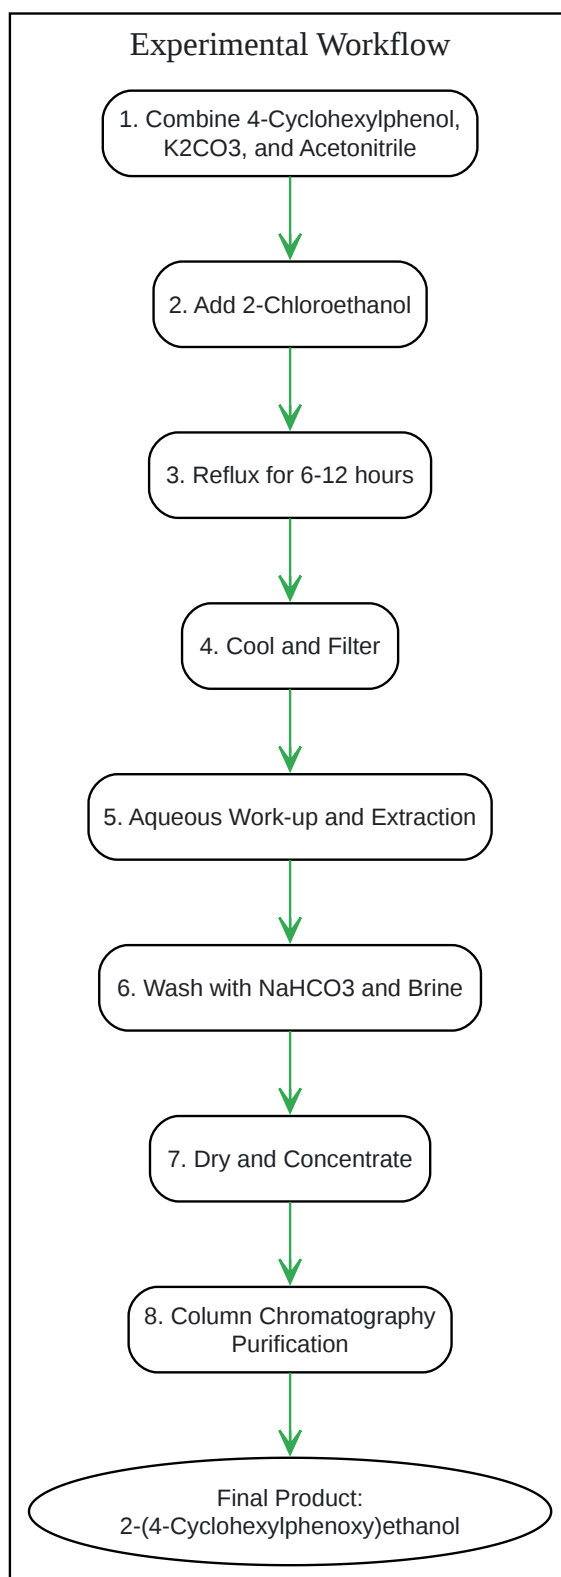 Experimental Workflow
1. Combine 4-Cyclohexylphenol,
K2CO3, and Acetonitrile
2. Add 2-Chloroethanol
3. Reflux for 6-12 hours
4. Cool and Filter
5. Aqueous Work-up and Extraction
6. Wash with NaHCO3 and Brine
7. Dry and Concentrate
8. Column Chromatography
Purification
Final Product:
2-(4-Cyclohexylphenoxy)ethanol